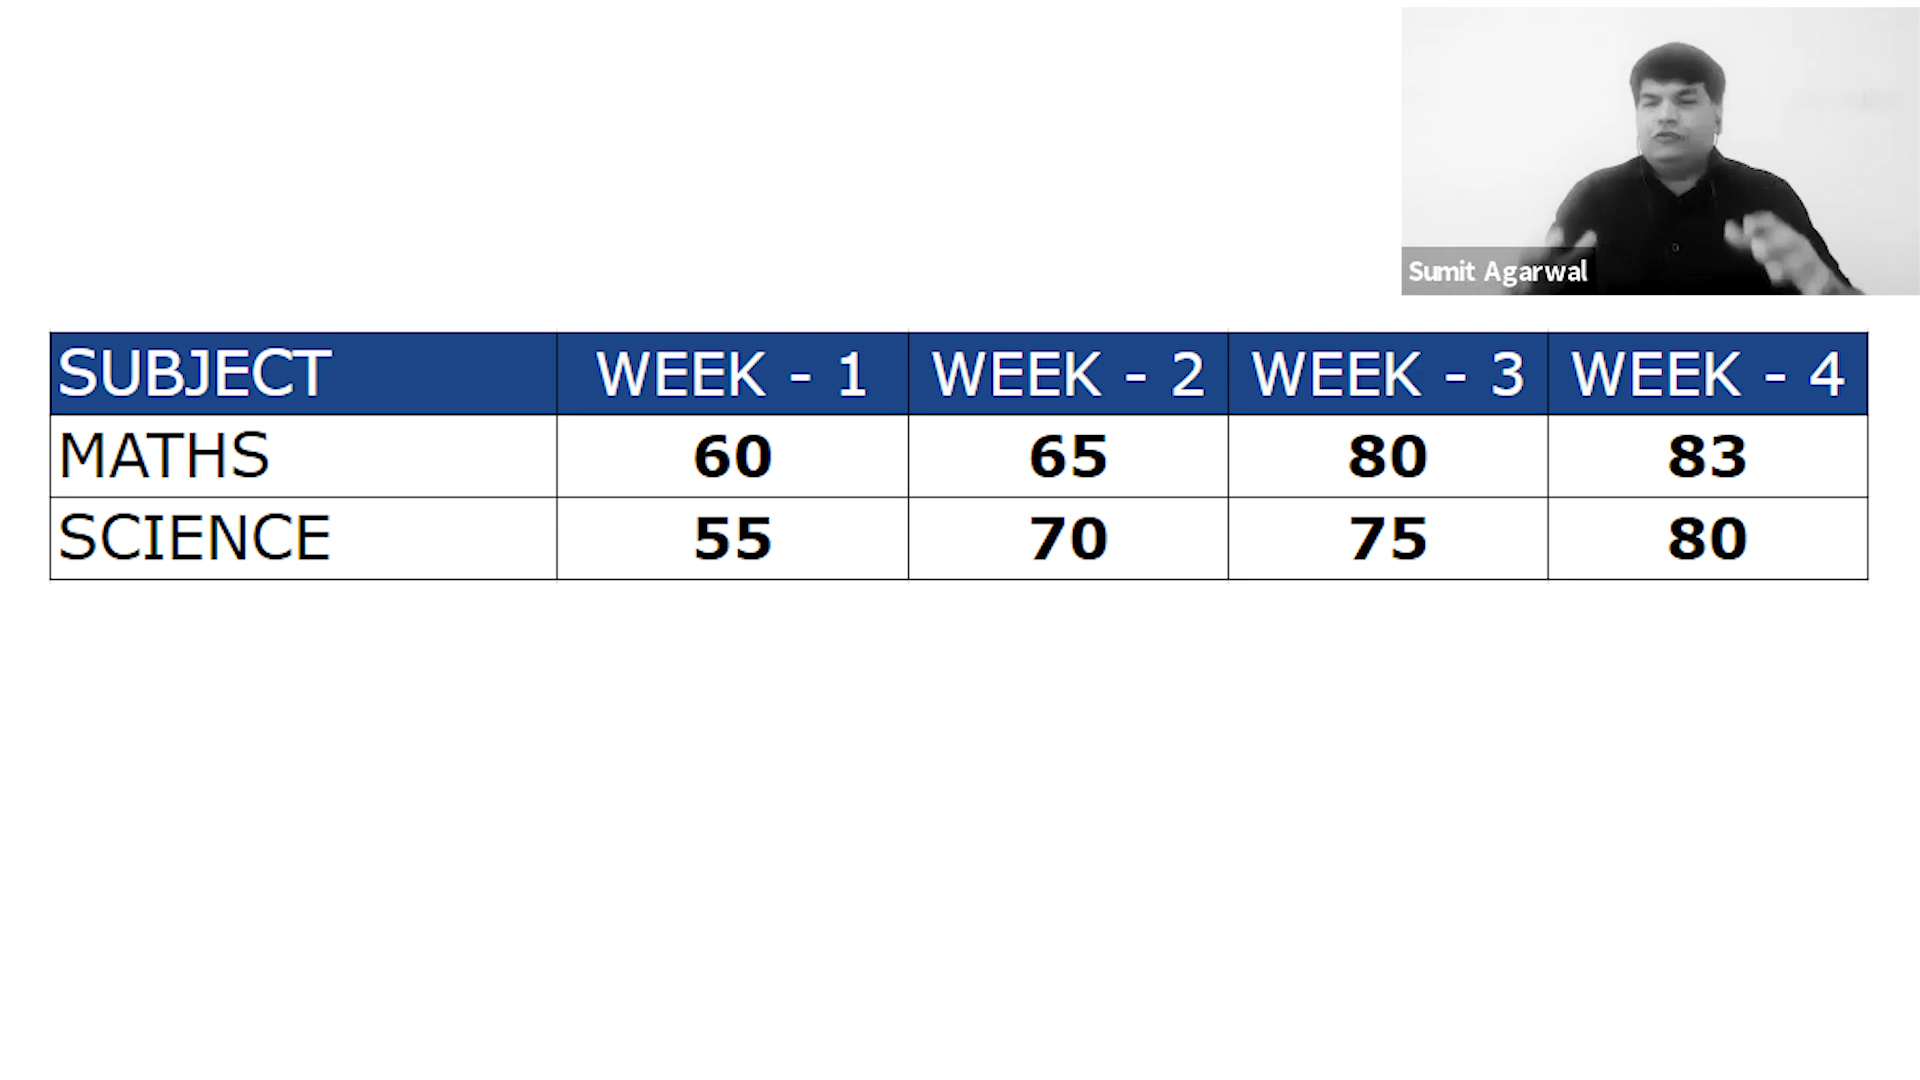 Sumit Agarwal
SUBJECT WEEK - 1 WEEK - 2 WEEK - 3 WEEK - 4
MATHS 60 65 80 83
SCIENCE 55 70 75 80